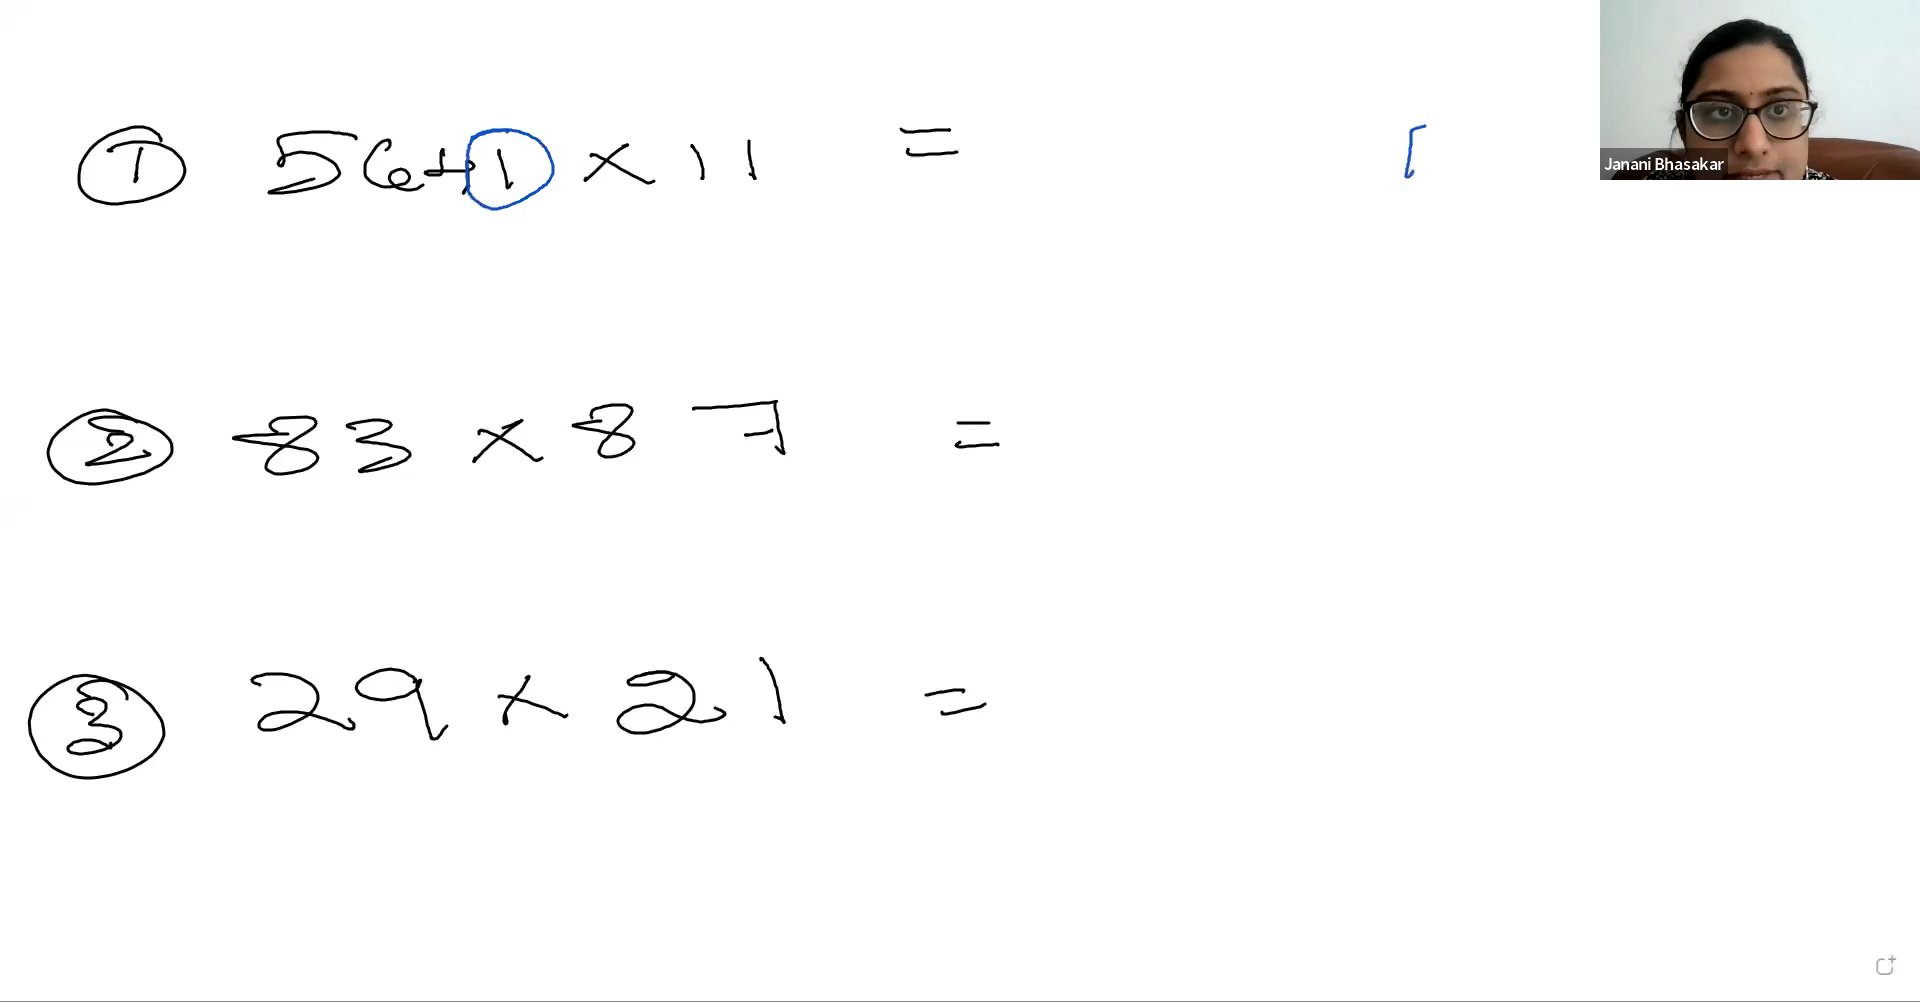 ① 5641 × 11 =
Janani Bhasakar
② 83 × 87 =
③ 29 × 21 =